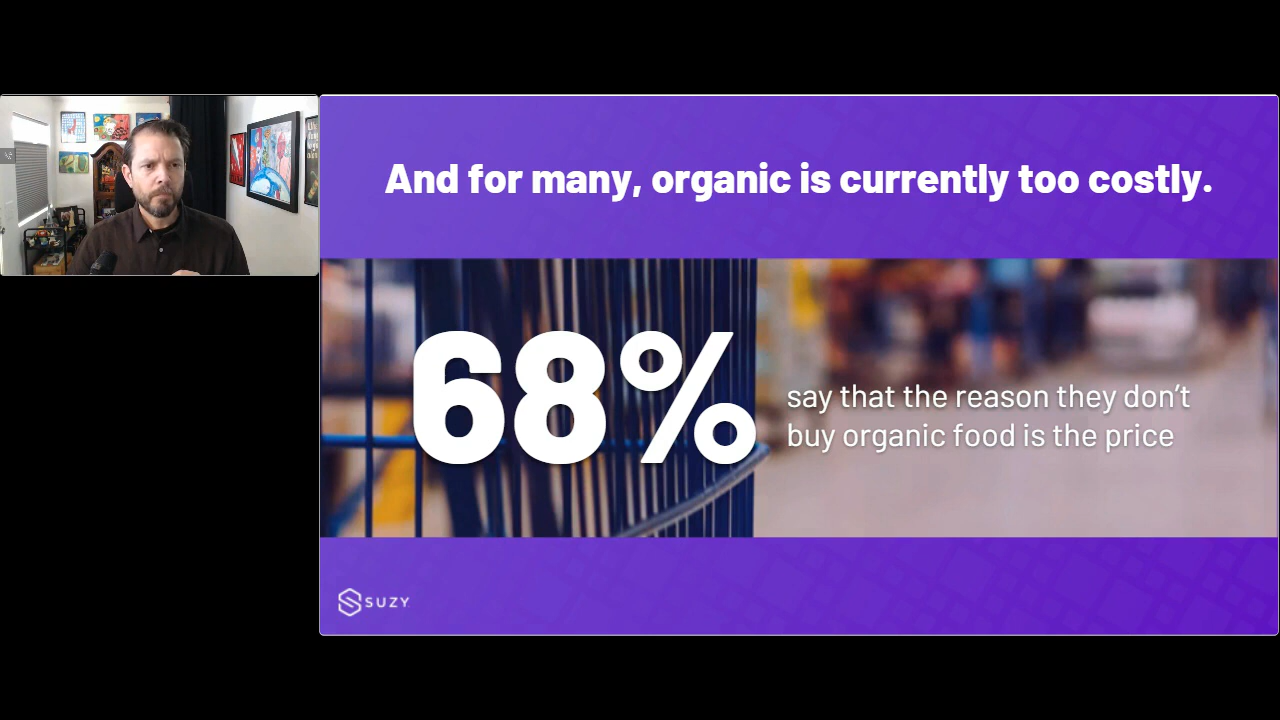 And for many, organic is currently too costly.
68%
say that the reason they don’t
buy organic food is the price
SUZY